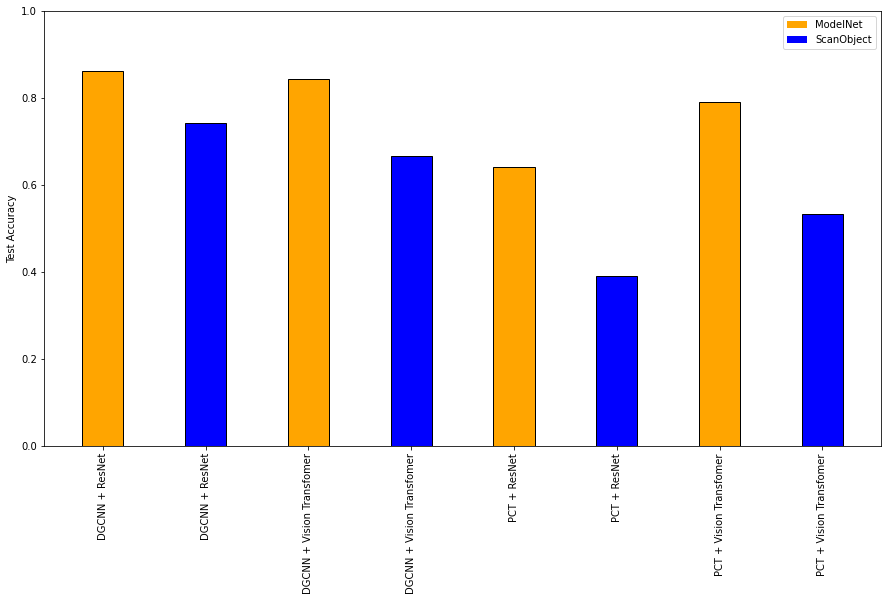 1.0
ModelNet
ScanObject
0.8
0.6
0.4
0.2
0.0
Test Accuracy
DGCNN + ResNet
DGCNN + ResNet
DGCNN + Vision Transfomer
DGCNN + Vision Transfomer
PCT + ResNet
PCT + ResNet
PCT + Vision Transfomer
PCT + Vision Transfomer